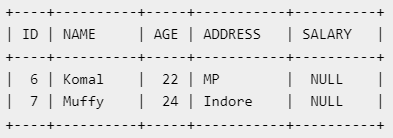 +----+----------+-----+-----------+----------+
| ID | NAME     | AGE | ADDRESS   | SALARY   |
+----+----------+-----+-----------+----------+
|  6 | Komal    |  22 | MP        |  NULL    |
|  7 | Muffy    |  24 | Indore    |  NULL    |
+----+----------+-----+-----------+----------+